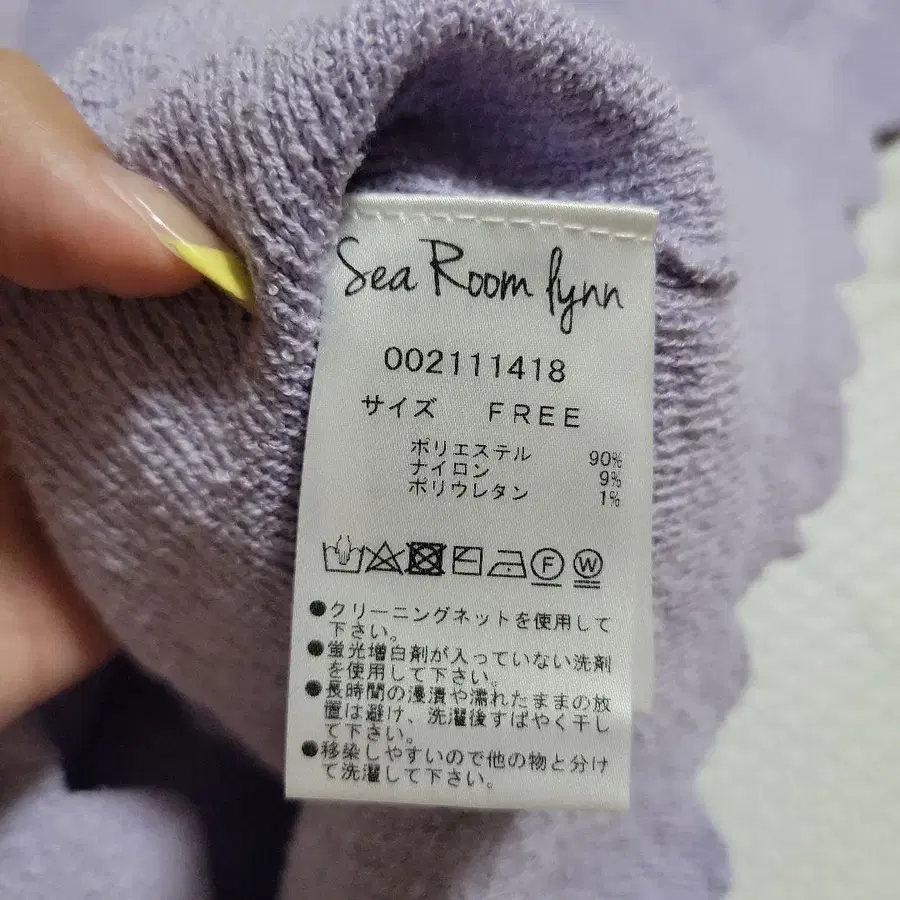 Sea Room lynn
002111418
サイズ FREE
ポリエステル 90%
ナイロン 9%
ポリウレタン 1%
F W
●クリーニングネットを使用して
下さい。
●蛍光増白剤が入っていない洗剤
を使用して下さい。
●長時間の浸漬や濡れたままの放
置は避け、洗濯後すばやく干し
て下さい。
●移染しやすいので他の物と分け
て洗濯して下さい。